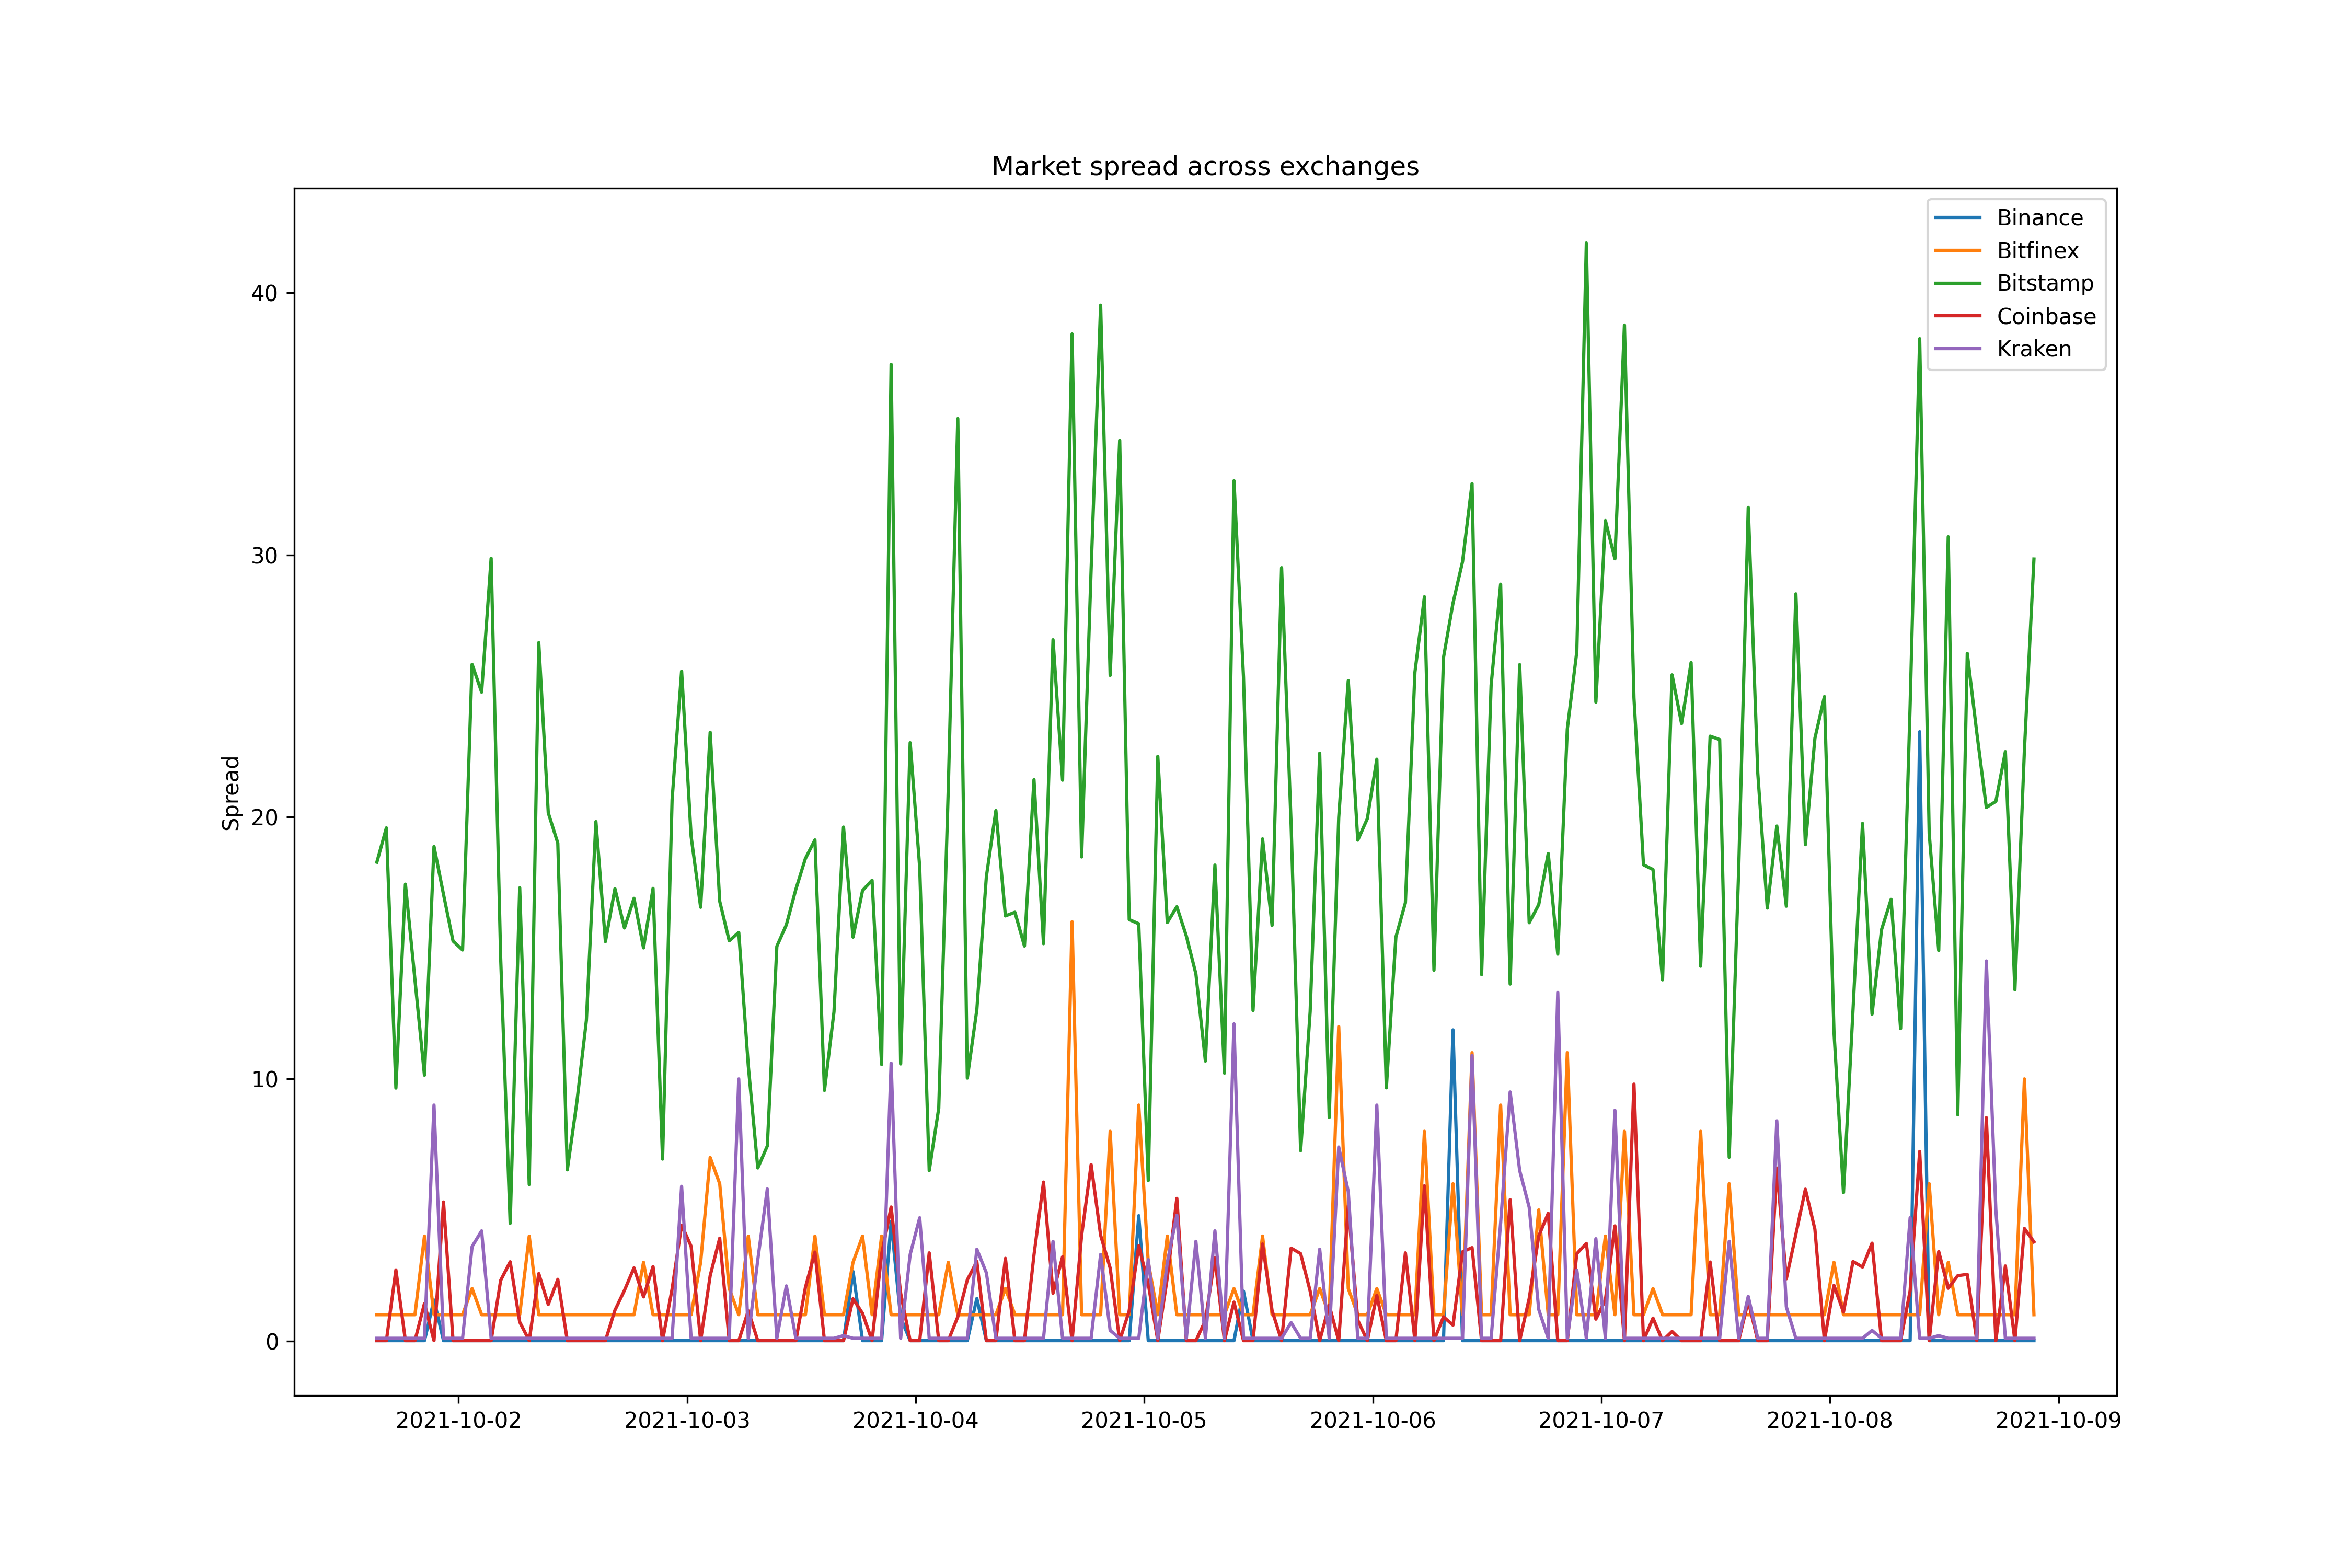 Market spread across exchanges
Binance
Bitfinex
Bitstamp
Coinbase
Kraken
Spread
40
30
20
10
0
2021-10-02 2021-10-03 2021-10-04 2021-10-05 2021-10-06 2021-10-07 2021-10-08 2021-10-09